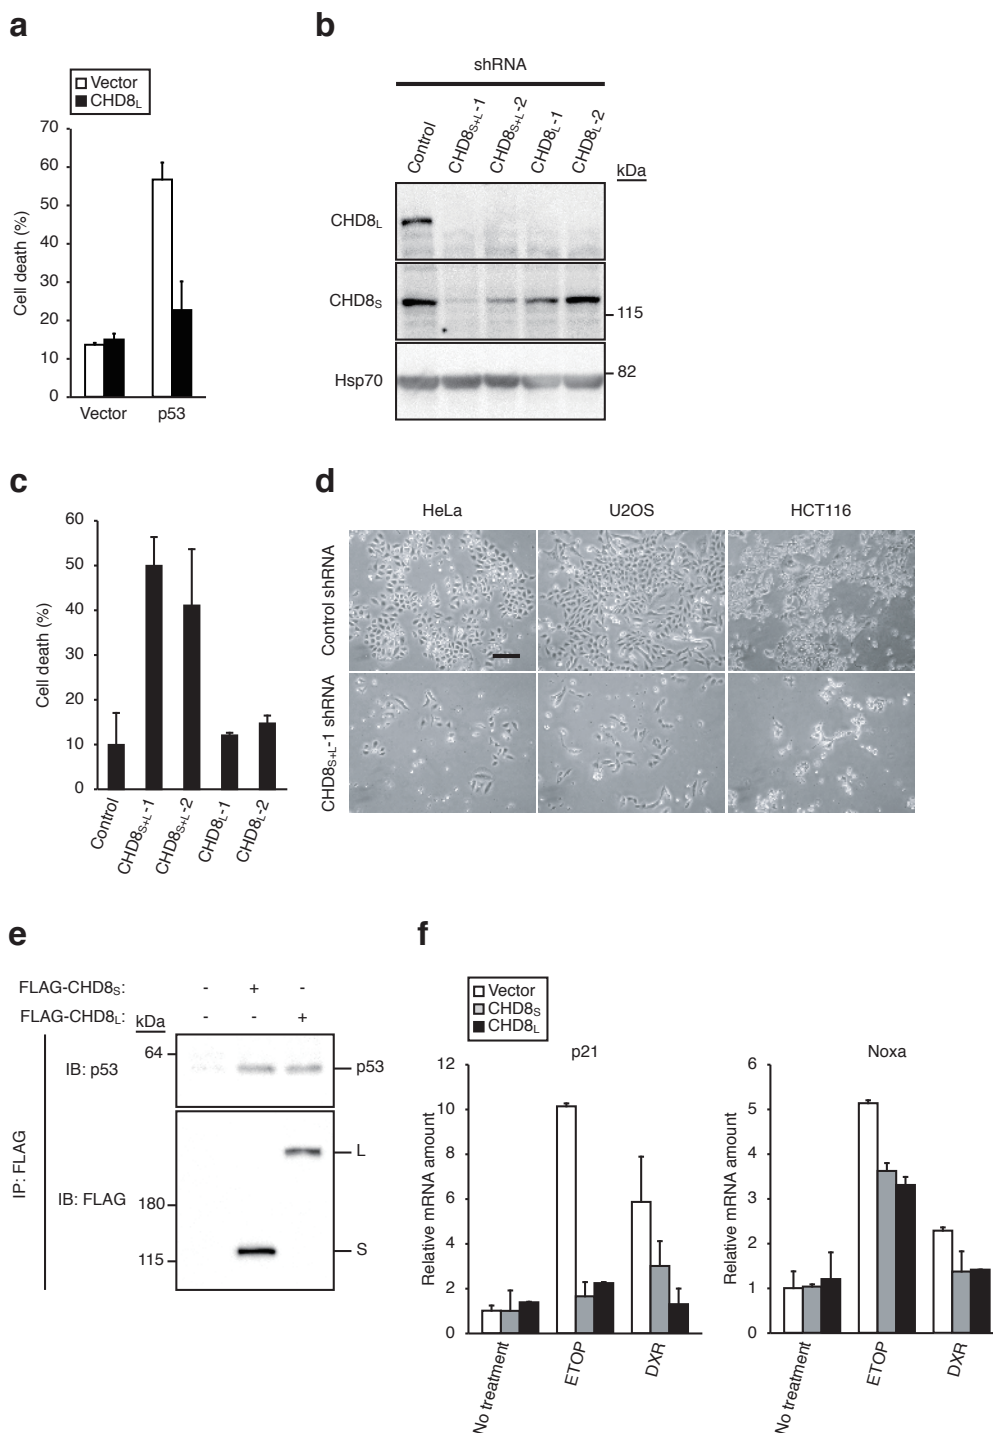 a
Vector
CHD8L
70
60
50
40
30
20
10
0
Cell death (%)
Vector
p53
b
shRNA
Control
CHD8S+L-1
CHD8S+L-2
CHD8L-1
CHD8L-2
kDa
CHD8L
CHD8S
115
Hsp70
82
c
60
50
40
30
20
10
0
Cell death (%)
Control
CHD8S+L-1
CHD8S+L-2
CHD8L-1
CHD8L-2
d
HeLa
U2OS
HCT116
Control shRNA
CHD8S+L-1 shRNA
e
FLAG-CHD8S: - + -
FLAG-CHD8L: - - +
kDa
64
IB: p53
p53
IP: FLAG
L
IB: FLAG
180
115
S
f
Vector
CHD8S
CHD8L
p21
12
10
8
6
4
2
0
Relative mRNA amount
No treatment
ETOP
DXR
Noxa
6
5
4
3
2
1
0
Relative mRNA amount
No treatment
ETOP
DXR